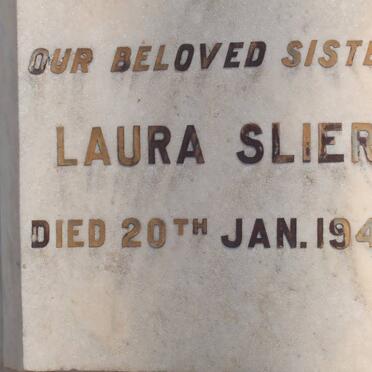 OUR BELOVED SISTE
LAURA SLIER
DIED 20TH JAN. 194